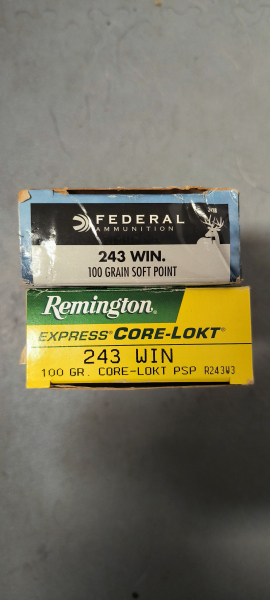 FEDERAL
AMMUNITION
243 WIN.
100 GRAIN SOFT POINT
Remington
EXPRESS® CORE-LOKT®
243 WIN
100 GR. CORE-LOKT PSP R243W3